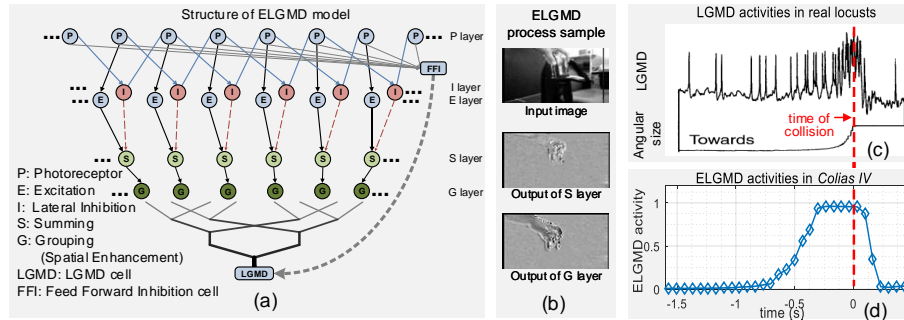 Structure of ELGMD model
P P P P P P P P layer
FFI
I I I I I I I layer
E E E E E E E E layer
S S S S S S S layer
G G G G G G G layer
P: Photoreceptor
E: Excitation
I: Lateral Inhibition
S: Summing
G: Grouping
(Spatial Enhancement)
LGMD: LGMD cell
FFI: Feed Forward Inhibition cell
LGMD
(a)
ELGMD
process sample
Input image
Output of S layer
Output of G layer
(b)
LGMD activities in real locusts
LGMD
Angular
size
Towards
time of
collision
(c)
ELGMD activities in Colias IV
ELGMD activity
1
0.5
0
-1.5 -1 -0.5 0
time (s)
(d)